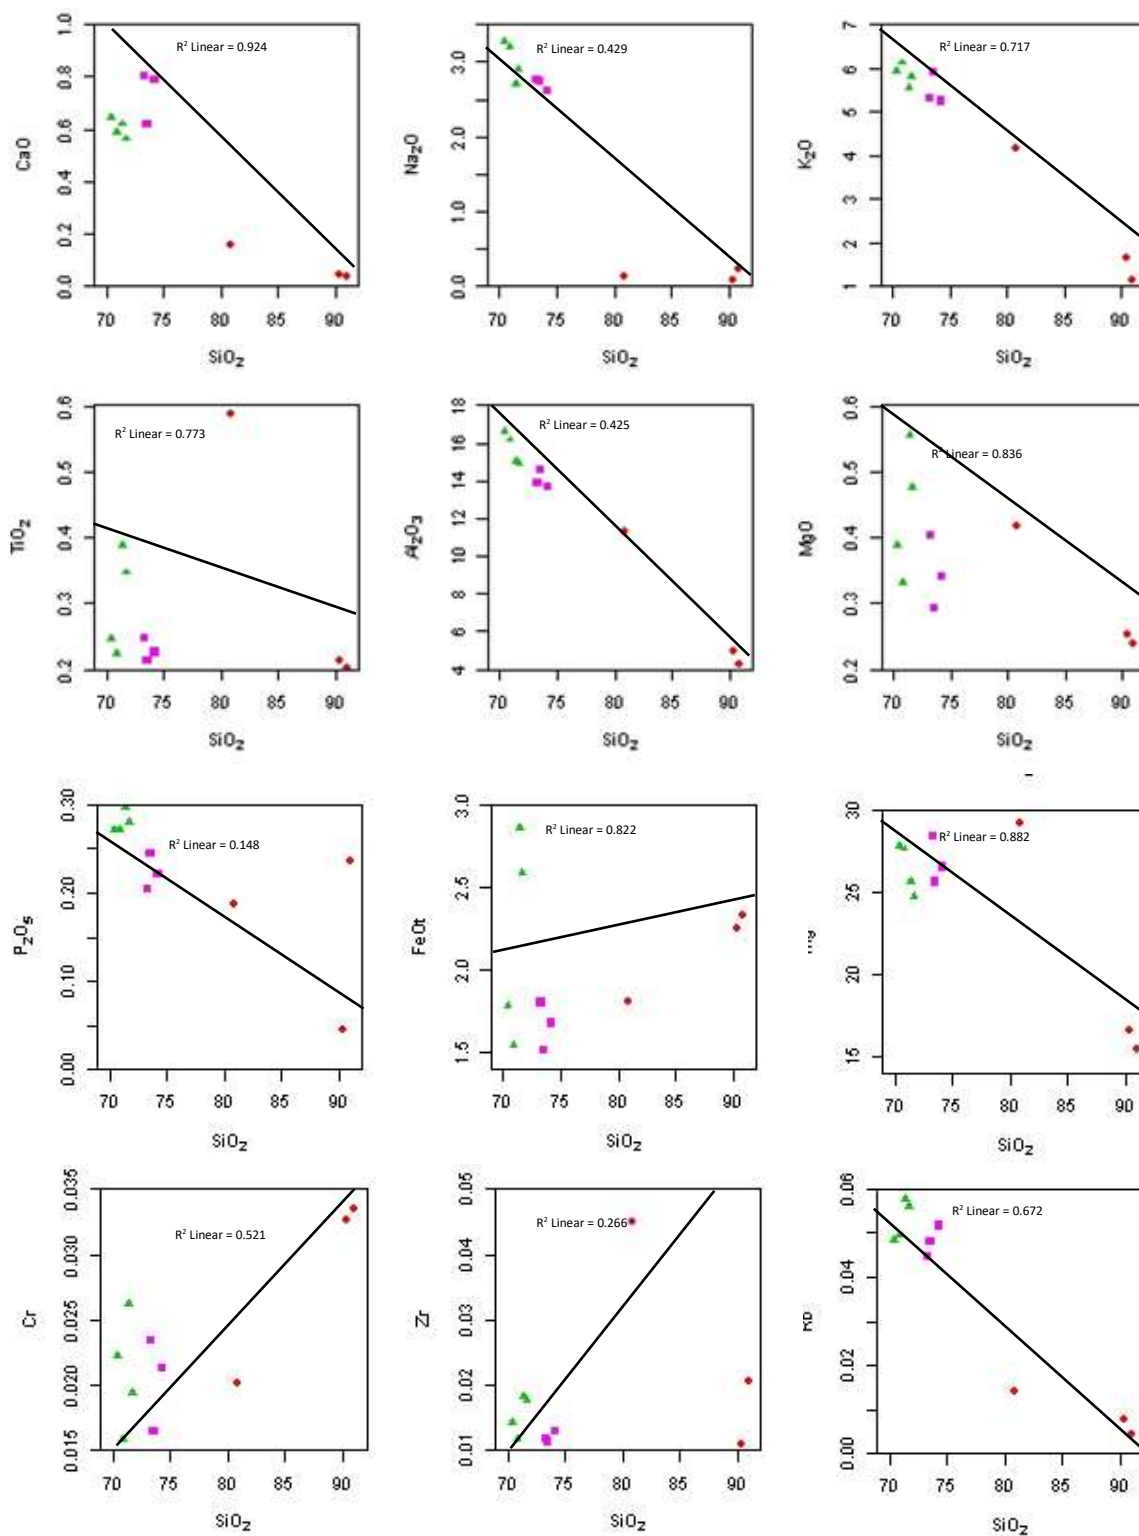 CaO
1.0
0.8
0.6
0.4
0.2
0.0
R² Linear = 0.924
70 75 80 85 90
SiO₂
Na₂O
3.0
2.0
1.0
0.0
R² Linear = 0.429
70 75 80 85 90
SiO₂
K₂O
7
6
5
4
3
2
1
R² Linear = 0.717
70 75 80 85 90
SiO₂
TiO₂
0.6
0.5
0.4
0.3
0.2
R² Linear = 0.773
70 75 80 85 90
SiO₂
Al₂O₃
18
16
14
12
10
8
6
4
R² Linear = 0.425
70 75 80 85 90
SiO₂
MgO
0.6
0.5
0.4
0.3
0.2
R² Linear = 0.836
70 75 80 85 90
SiO₂
P₂O₅
0.30
0.20
0.10
0.00
R² Linear = 0.148
70 75 80 85 90
SiO₂
FeOt
3.0
2.5
2.0
1.5
R² Linear = 0.822
70 75 80 85 90
SiO₂
30
25
20
15
R² Linear = 0.882
70 75 80 85 90
SiO₂
Cr
0.035
0.030
0.025
0.020
0.015
R² Linear = 0.521
70 75 80 85 90
SiO₂
Zr
0.05
0.04
0.03
0.02
0.01
R² Linear = 0.266
70 75 80 85 90
SiO₂
Rb
0.06
0.04
0.02
0.00
R² Linear = 0.672
70 75 80 85 90
SiO₂